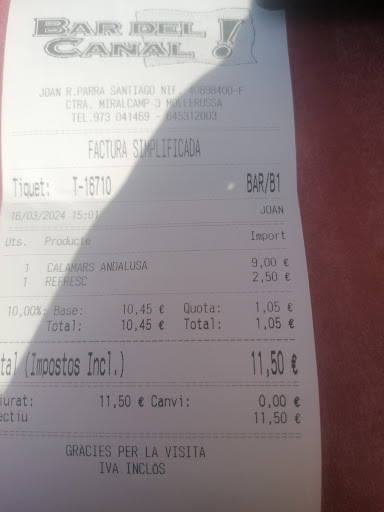 BAR DEL
CANAL !
JOAN R.PARRA SANTIAGO NIF. 40898400-F
CTRA. MIRALCAMP 3 MOLLERUSSA
TEL.973 041469 - 645312003
FACTURA SIMPLIFICADA
Tiquet: T-16710 BAR/B1
16/03/2024 15:01 JOAN
Uts. Producte Import
1 CALAMARS ANDALUSA 9,00 €
1 REFRESC 2,50 €
10,00%: Base: 10,45 € Quota: 1,05 €
Total: 10,45 € Total: 1,05 €
tal (Impostos Incl.) 11,50 €
urat: 11,50 € Canvi: 0,00 €
ectiu 11,50 €
GRACIES PER LA VISITA
IVA INCLÒS